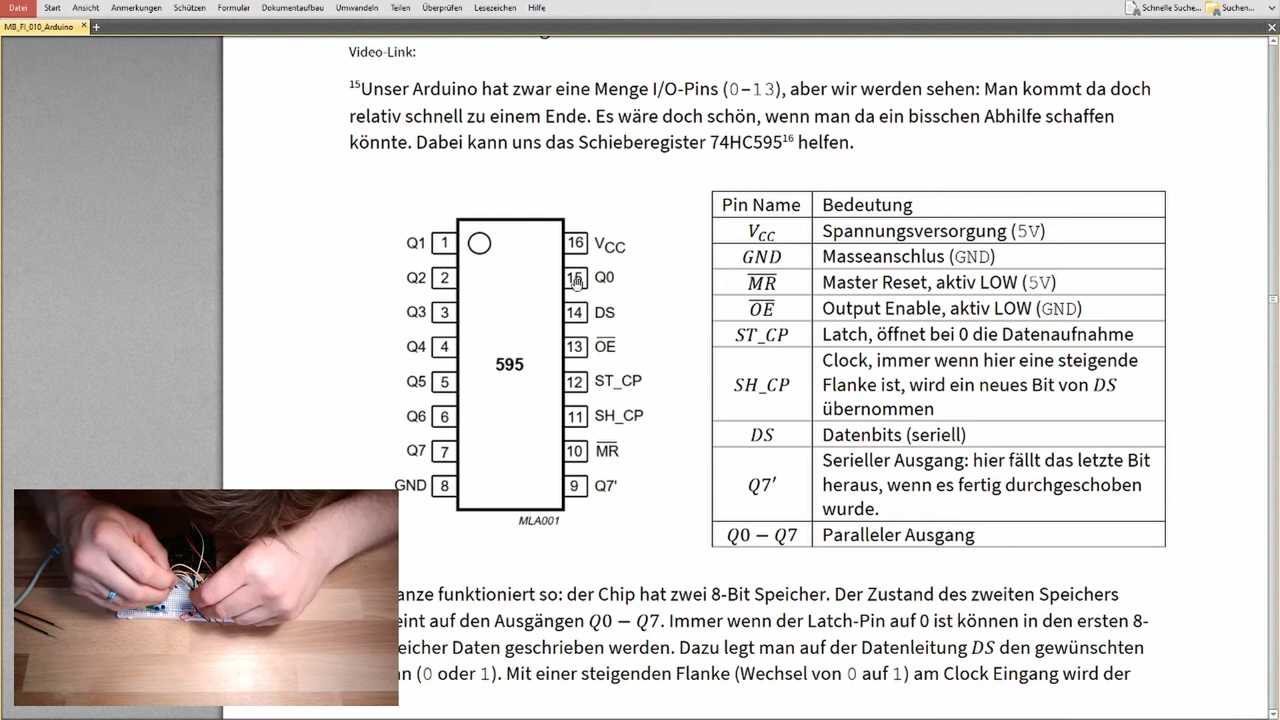 Datei Start Ansicht Anmerkungen Schützen Formular Dokumentaufbau Umwandeln Teilen Überprüfen Lesezeichen Hilfe Schnelle Suche... Suchen...
MB_FI_010_Arduino
Video-Link:
¹⁵Unser Arduino hat zwar eine Menge I/O-Pins (0–13), aber wir werden sehen: Man kommt da doch
relativ schnell zu einem Ende. Es wäre doch schön, wenn man da ein bisschen Abhilfe schaffen
könnte. Dabei kann uns das Schieberegister 74HC595¹⁶ helfen.
Q1 1 16 VCC
Q2 2 15 Q0
Q3 3 14 DS
Q4 4 13 O̅E̅
Q5 5 12 ST_CP
Q6 6 11 SH_CP
Q7 7 10 M̅R̅
GND 8 9 Q7'
595
MLA001
Pin Name Bedeutung
VCC Spannungsversorgung (5V)
GND Masseanschlus (GND)
M̅R̅ Master Reset, aktiv LOW (5V)
O̅E̅ Output Enable, aktiv LOW (GND)
ST_CP Latch, öffnet bei 0 die Datenaufnahme
SH_CP Clock, immer wenn hier eine steigende
Flanke ist, wird ein neues Bit von DS
übernommen
DS Datenbits (seriell)
Q7' Serieller Ausgang: hier fällt das letzte Bit
heraus, wenn es fertig durchgeschoben
wurde.
Q0 – Q7 Paralleler Ausgang
anze funktioniert so: der Chip hat zwei 8-Bit Speicher. Der Zustand des zweiten Speichers
eint auf den Ausgängen Q0 – Q7. Immer wenn der Latch-Pin auf 0 ist können in den ersten 8-
eicher Daten geschrieben werden. Dazu legt man auf der Datenleitung DS den gewünschten
n (0 oder 1). Mit einer steigenden Flanke (Wechsel von 0 auf 1) am Clock Eingang wird der